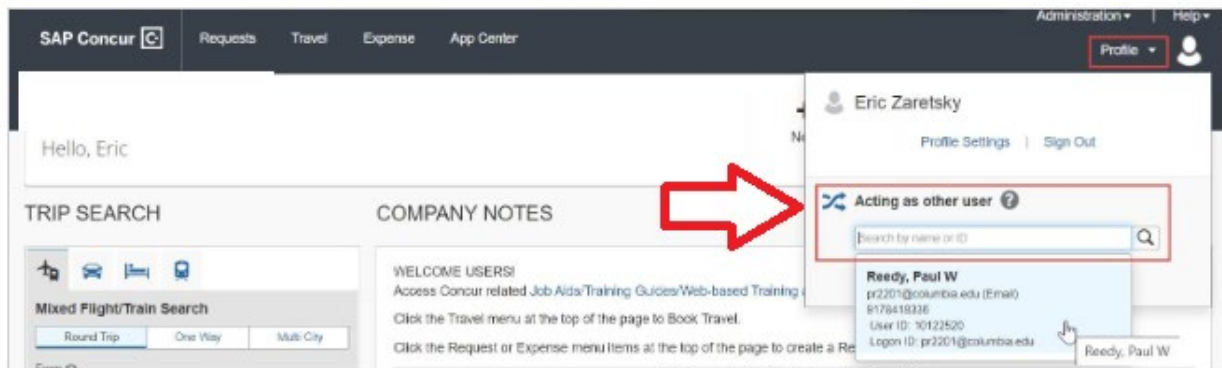 Administration | Help
SAP Concur C Requests Travel Expense App Center
Profile
Eric Zaretsky
Profile Settings | Sign Out
Hello, Eric
Acting as other user ?
Search by name or ID
TRIP SEARCH
COMPANY NOTES
Reedy, Paul W
pr2201@columbia.edu (Email)
9178419336
User ID: 10122520
Logon ID: pr2201@columbia.edu
Reedy, Paul W
WELCOME USERS!
Access Concur related Job Aids/Training Guides/Web-based Training
Click the Travel menu at the top of the page to Book Travel.
Click the Request or Expense menu items at the top of the page to create a Re
Mixed Flight/Train Search
Round Trip One Way Multi City